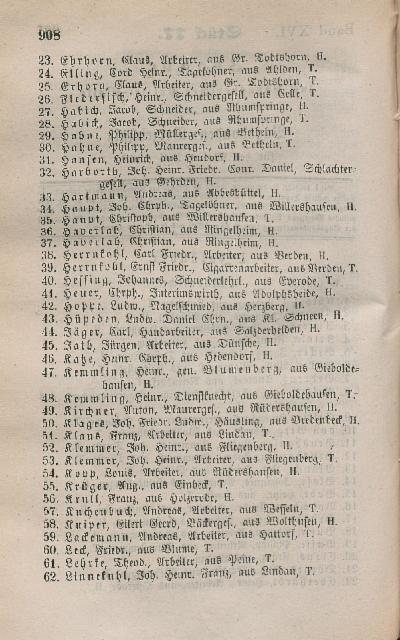 908
23. Ehrhorn, Claus, Arbeiter, aus Gr. Todtshorn, H.
24. Elling, Cord Heinr., Tagelöhner, aus Ahlden, T.
25. Erhorn, Claus, Arbeiter, aus Gr. Todtshorn, T.
26. Fiedersisch, Heinr., Schneidergesell, aus Celle, T.
27. Habich, Jacob, Schneider, aus Rhumspringe, H.
28. Habich, Jacob, Schneider, aus Rhumspringe, T.
29. Hahne, Philipp, Müllerges., aus Betheln, H.
30. Hahne, Philipp, Maurerges., aus Betheln, T.
31. Hansen, Heinrich, aus Heudorf, H.
32. Harborth, Joh. Heinr. Friedr. Conr. Daniel, Schlachter-
gesell, aus Gehrden, H.
33. Hartmann, Andreas, aus Abbesbüttel, H.
34. Haupt, Joh. Chrph., Tagelöhner, aus Willershausen, H.
35. Haupt, Christoph, aus Willershausen, T.
36. Haverlah, Christian, aus Ringelheim, H.
37. Haverlah, Christian, aus Ringelheim, T.
38. Herrnkohl, Carl Friedr., Arbeiter, aus Verden, H.
39. Herrnkohl, Ernst Friedr., Cigarrenarbeiter, aus Verden, T.
40. Hessing, Johannes, Schneiderlehrl., aus Everode, T.
41. Heuer, Chrph., Interimswirth, aus Adolphsheide, H.
42. Hoppe, Ludw., Nagelschmied, aus Herzberg, H.
43. Hüneden, Ludw. Daniel Chrn., aus Kl. Schneen, H.
44. Jäger, Carl, Handarbeiter, aus Salzderhelden, H.
45. Jath, Jürgen, Arbeiter, aus Dünsche, H.
46. Katze, Heinr. Chrph., aus Hedendorf, H.
47. Kemmling, Heinr., gen. Blumenberg, aus Giebolde-
hausen, H.
48. Kemmling, Heinr., Dienstknecht, aus Gieboldehausen, T.
49. Kirchner, Anton, Maurerges., aus Rüdershausen, H.
50. Klages, Joh. Friedr. Ludw., Häusling, aus Bredenbeck, H.
51. Klaus, Franz, Arbeiter, aus Lindau, T.
52. Klemmer, Joh. Heinr., aus Fliegenberg, H.
53. Klemmer, Joh. Heinr., Arbeiter, aus Fliegenberg, T.
54. Kopp, Louis, Arbeiter, aus Rüdershausen, H.
55. Krüger, Aug., aus Einbeck, T.
56. Krull, Franz, aus Holzerode, H.
57. Kuchenbuch, Andreas, Arbeiter, aus Wesseln, T.
58. Kuiper, Eilert Geerd, Bäckerges., aus Wolthusen, H.
59. Lackemann, Andreas, Arbeiter, aus Hattorf, T.
60. Leck, Friedr., aus Blume, T.
61. Lehrke, Theod., Arbeiter, aus Peine, T.
62. Linnekuhl, Joh. Heinr. Franz, aus Lindau, T.